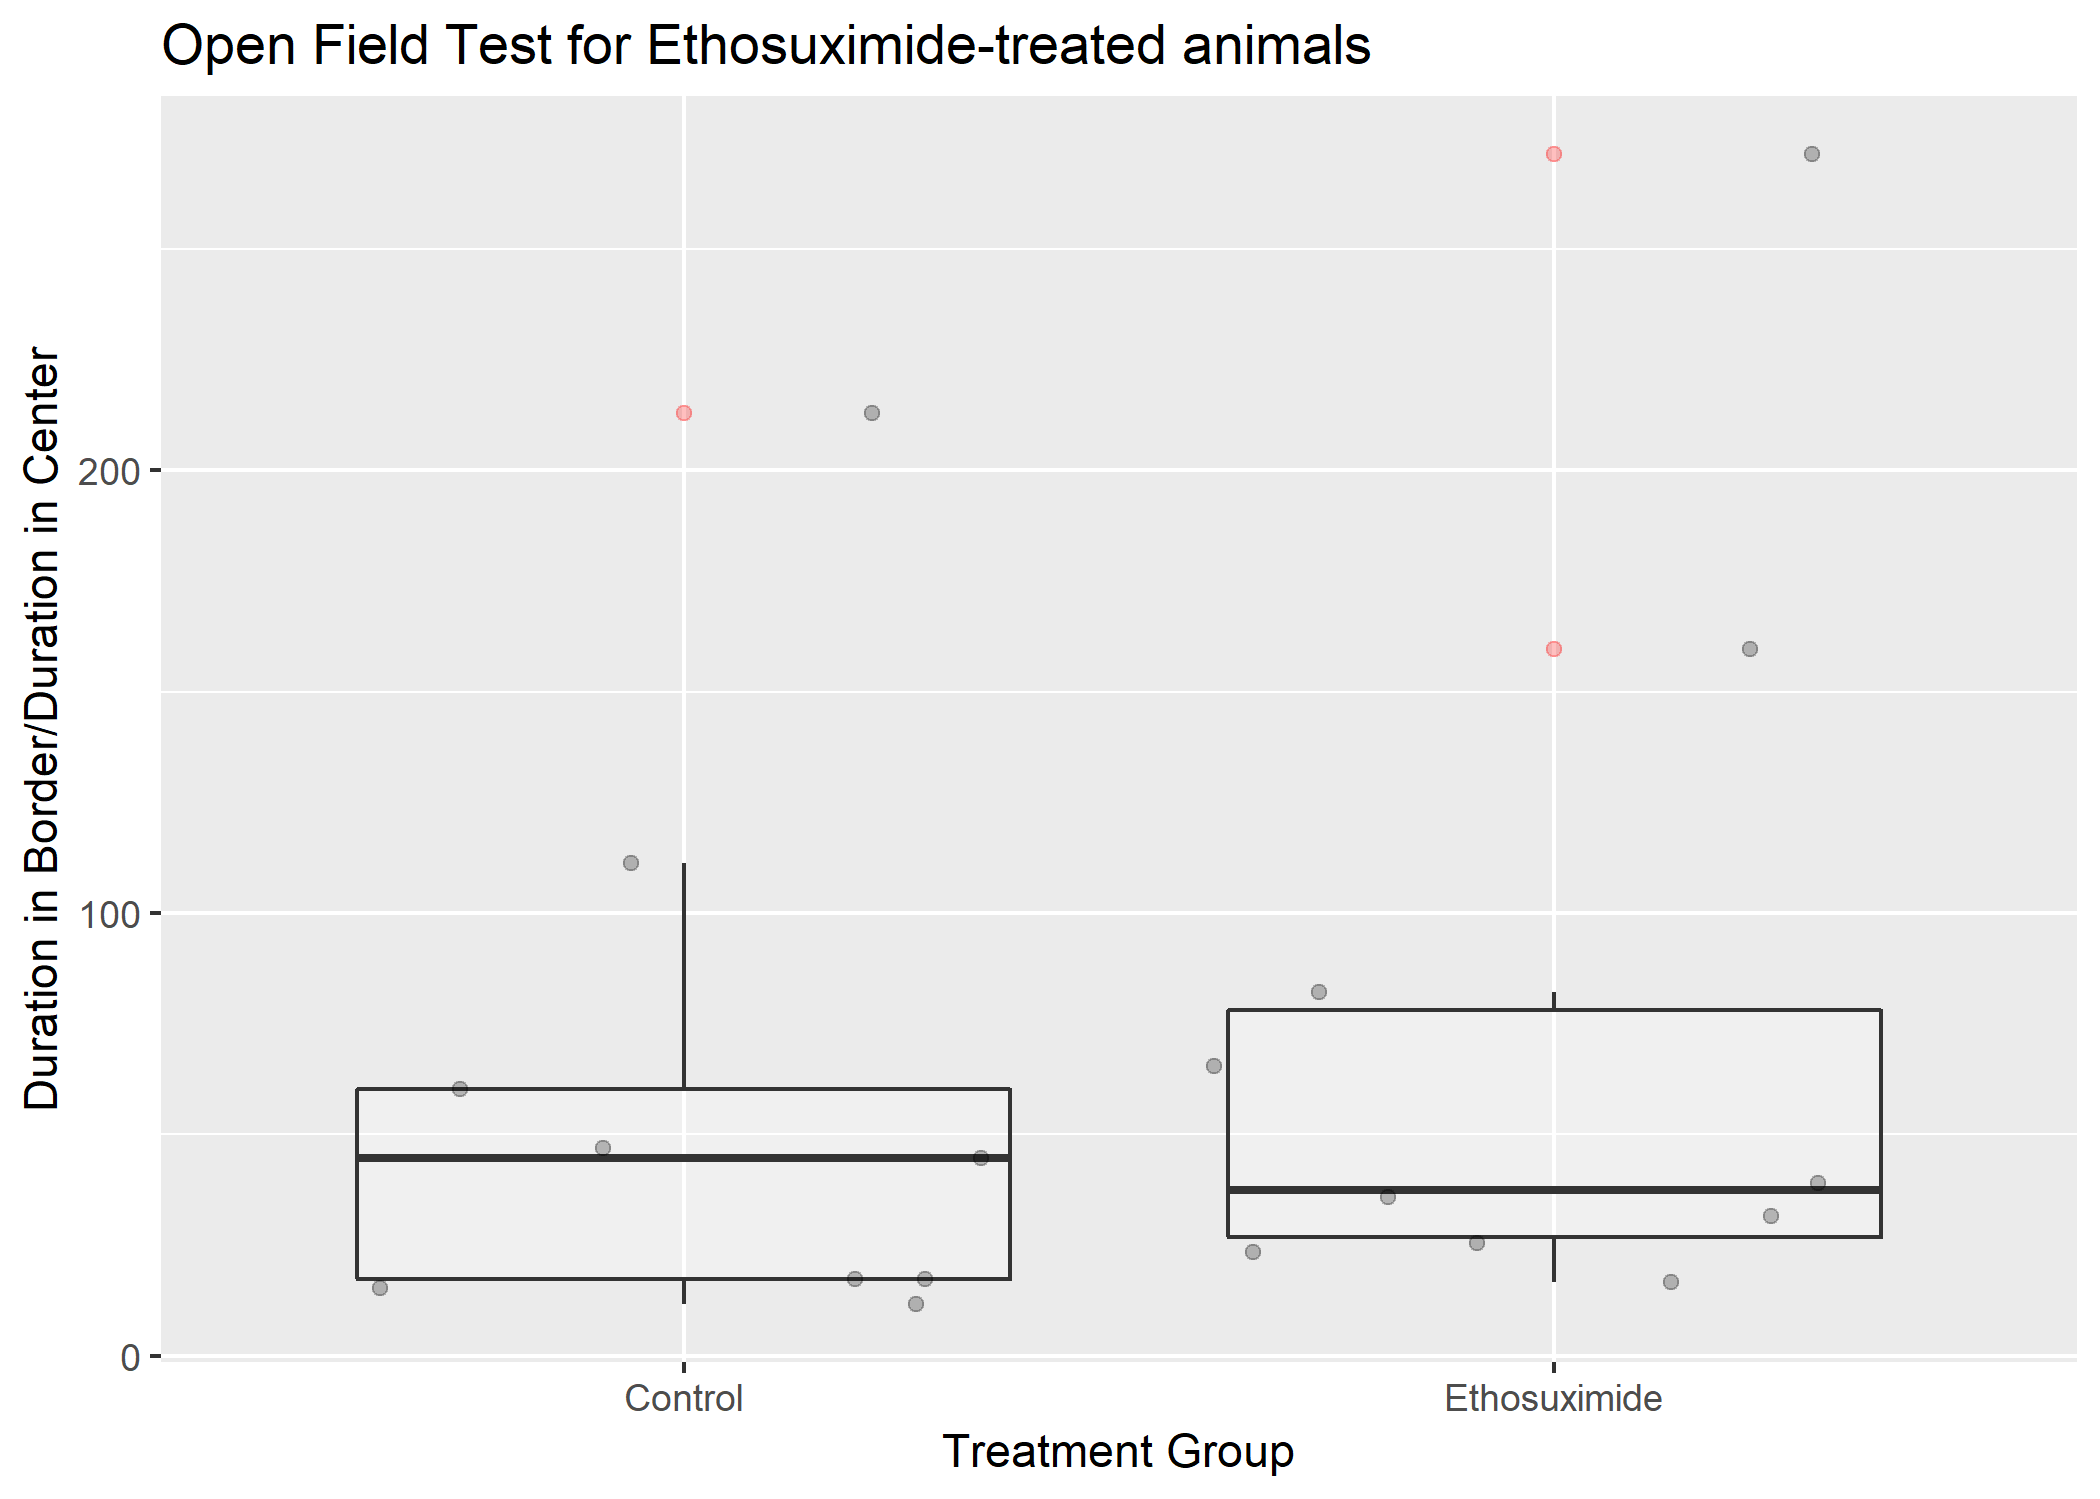 Open Field Test for Ethosuximide-treated animals
Duration in Border/Duration in Center
200
100
0
Control
Ethosuximide
Treatment Group